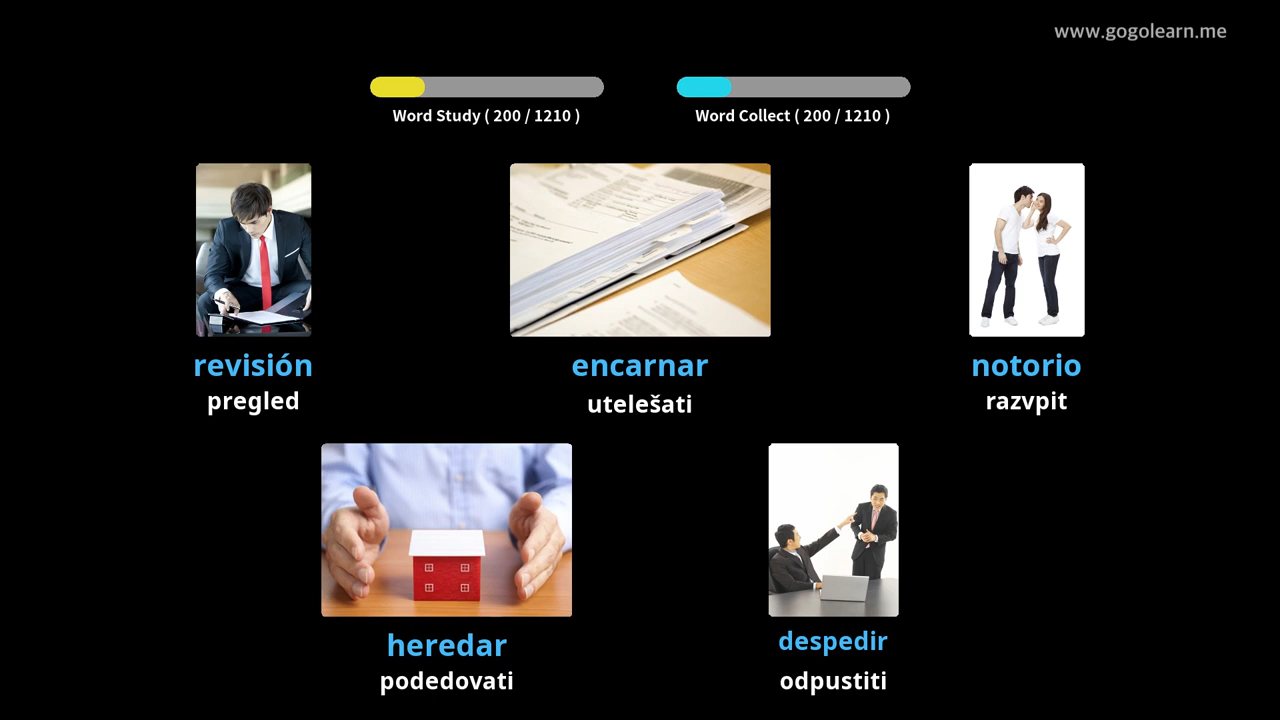 www.gogolearn.me
Word Study ( 200 / 1210 )
Word Collect ( 200 / 1210 )
revisión
pregled
encarnar
utelešati
notorio
razvpit
heredar
podedovati
despedir
odpustiti